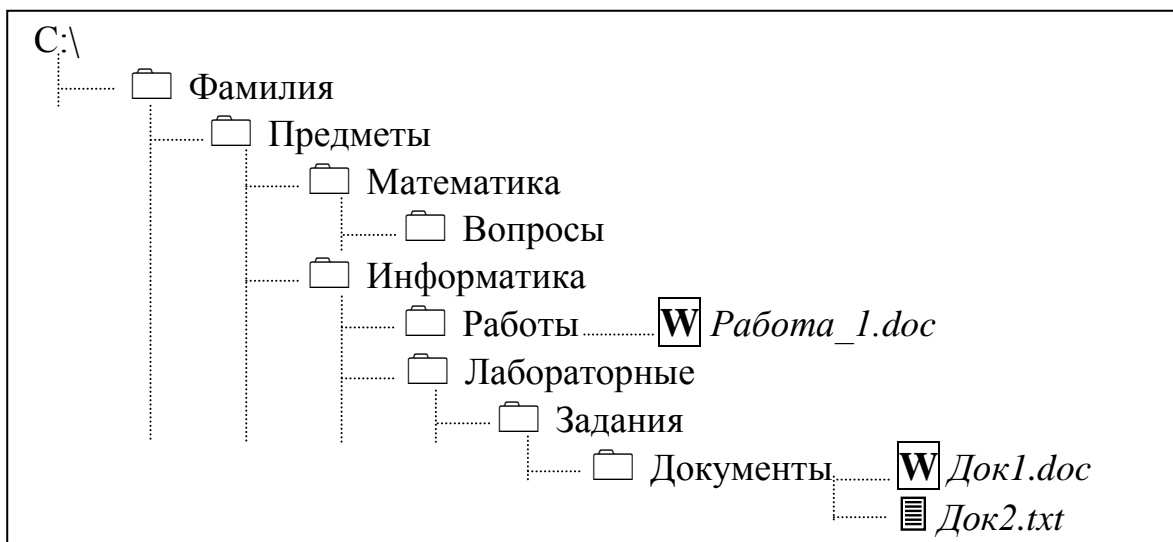 C:\
Фамилия
Предметы
Математика
Вопросы
Информатика
Работы W Работа_1.doc
Лабораторные
Задания
Документы W Док1.doc
Док2.txt